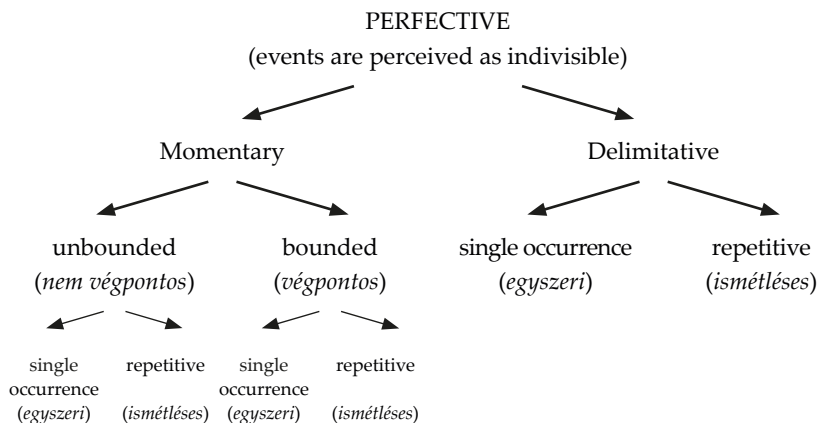 PERFECTIVE
(events are perceived as indivisible)
Momentary
Delimitative
unbounded
(nem végpontos)
bounded
(végpontos)
single occurrence
(egyszeri)
repetitive
(ismétléses)
single
occurrence
(egyszeri)
repetitive
(ismétléses)
single
occurrence
(egyszeri)
repetitive
(ismétléses)